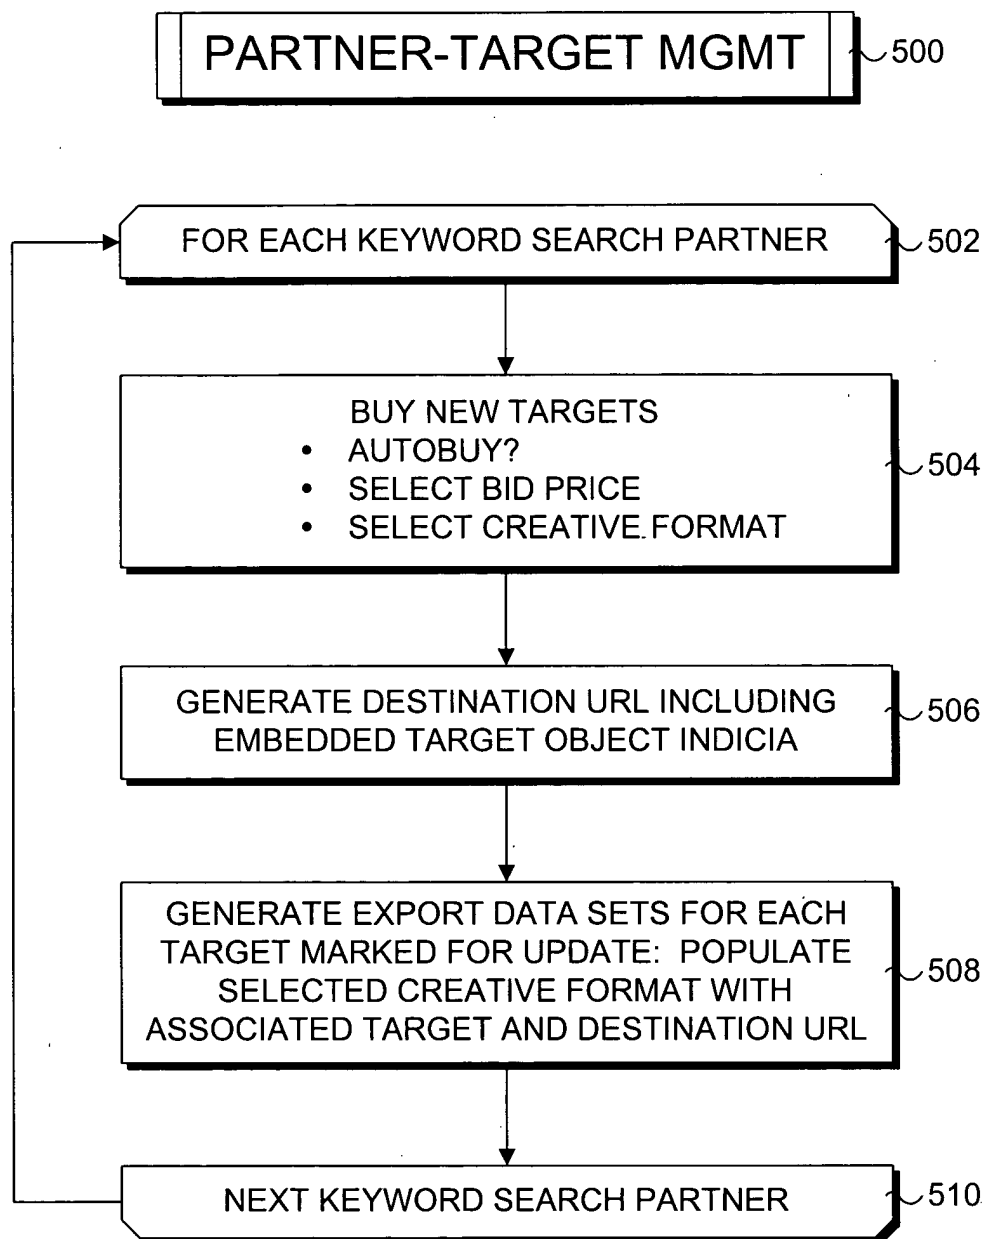 PARTNER-TARGET MGMT
500
FOR EACH KEYWORD SEARCH PARTNER
502
BUY NEW TARGETS
• AUTOBUY?
• SELECT BID PRICE
• SELECT CREATIVE FORMAT
504
GENERATE DESTINATION URL INCLUDING
EMBEDDED TARGET OBJECT INDICIA
506
GENERATE EXPORT DATA SETS FOR EACH
TARGET MARKED FOR UPDATE: POPULATE
SELECTED CREATIVE FORMAT WITH
ASSOCIATED TARGET AND DESTINATION URL
508
NEXT KEYWORD SEARCH PARTNER
510